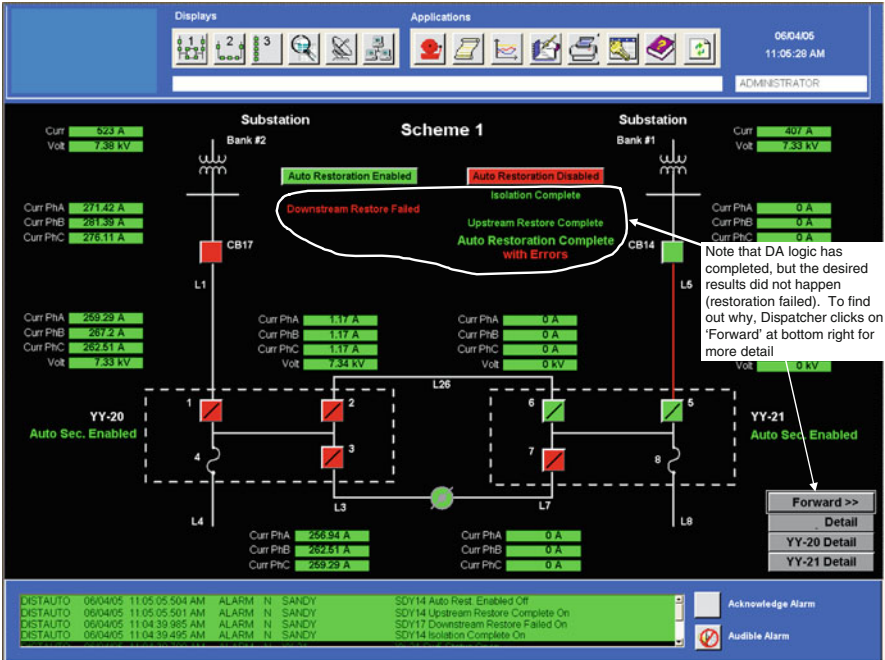 Displays
Applications
1 2 3
06/04/05
11:05:28 AM
ADMINISTRATOR
Substation
Bank #2
Scheme 1
Substation
Bank #1
Curr 523 A
Volt 7.38 kV
Curr 407 A
Volt 7.33 kV
Auto Restoration Enabled
Auto Restoration Disabled
Isolation Complete
Downstream Restore Failed
Upstream Restore Complete
Auto Restoration Complete
with Errors
Curr PhA 271.42 A
Curr PhB 281.39 A
Curr PhC 276.11 A
CB17
CB14
Curr PhA 0 A
Curr PhB 0 A
Curr PhC 0 A
Note that DA logic has
completed, but the desired
results did not happen
(restoration failed). To find
out why, Dispatcher clicks on
'Forward' at bottom right for
more detail
L1
L5
Curr PhA 259.29 A
Curr PhB 267.2 A
Curr PhC 262.51 A
Volt 7.33 kV
Curr PhA 1.17 A
Curr PhB 1.17 A
Curr PhC 1.17 A
Volt 7.34 kV
Curr PhA 0 A
Curr PhB 0 A
Curr PhC 0 A
Volt 0 kV
Volt 0 kV
L26
YY-20
Auto Sec. Enabled
1
2
3
4
6
5
7
8
YY-21
Auto Sec. Enabled
L4
L3
L7
L8
Curr PhA 256.94 A
Curr PhB 262.51 A
Curr PhC 259.29 A
Curr PhA 0 A
Curr PhB 0 A
Curr PhC 0 A
Forward >>
Detail
YY-20 Detail
YY-21 Detail
DISTAUTO 06/04/05 11:05:05.504 AM ALARM N SANDY SDY14 Auto Rest. Enabled Off
DISTAUTO 06/04/05 11:05:05.501 AM ALARM N SANDY SDY14 Upstream Restore Complete On
DISTAUTO 06/04/05 11:04:39.985 AM ALARM N SANDY SDY17 Downstream Restore Failed On
DISTAUTO 06/04/05 11:04:39.495 AM ALARM N SANDY SDY14 Isolation Complete On
Acknowledge Alarm
Audible Alarm